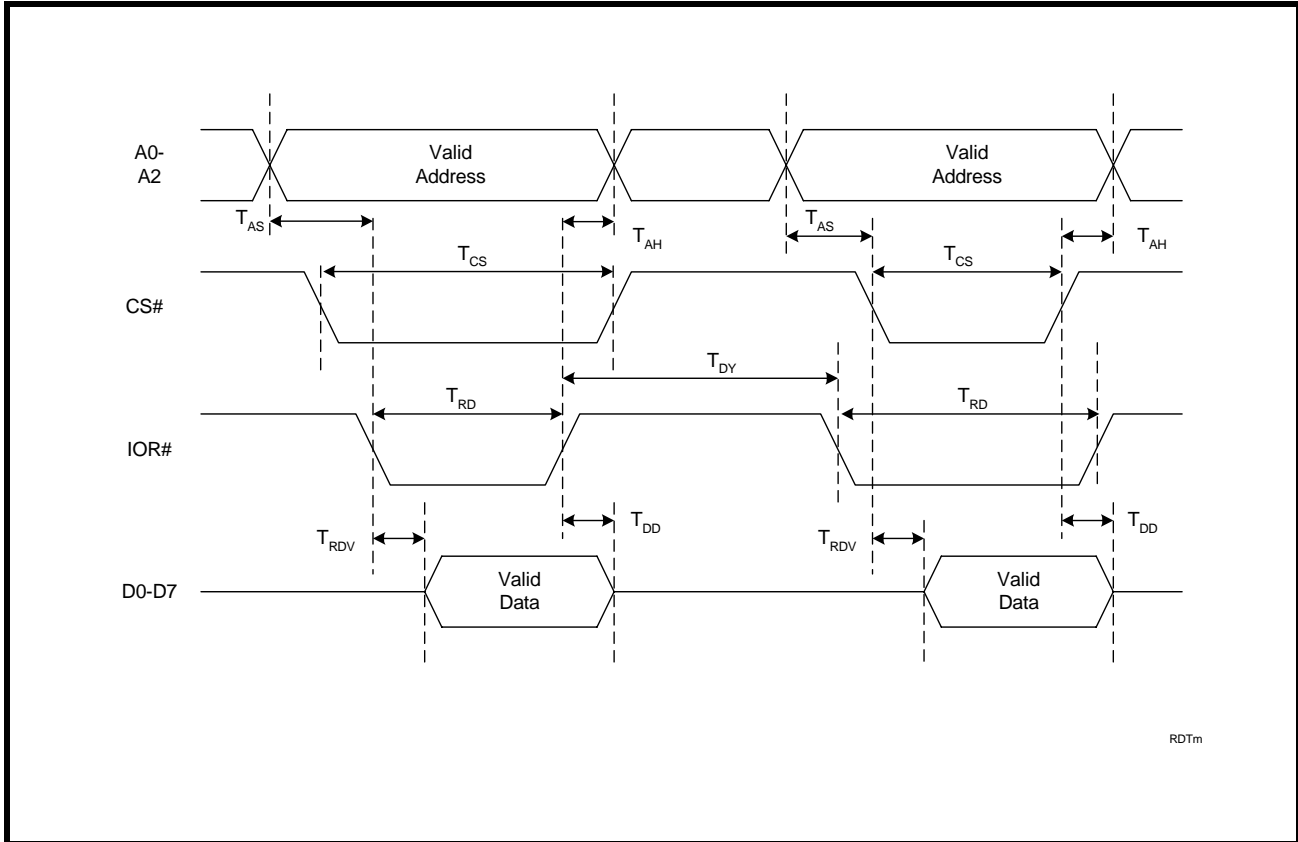 A0-
A2
Valid
Address
Valid
Address
TAS
TAH
TAS
TAH
TCS
TCS
CS#
TDY
TRD
TRD
IOR#
TRDV
TDD
TRDV
TDD
D0-D7
Valid
Data
Valid
Data
RDTm